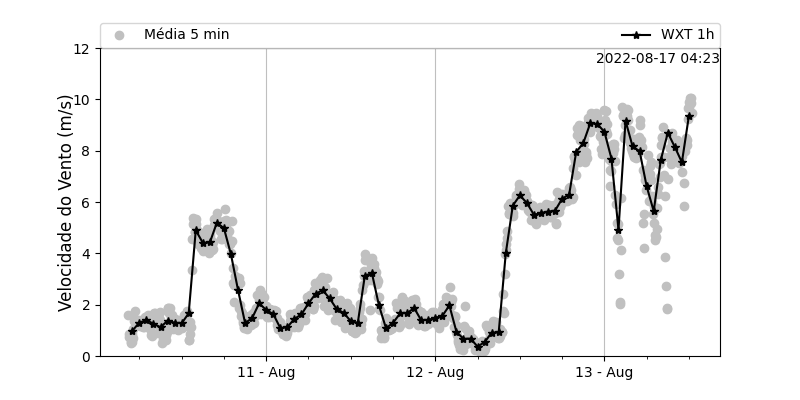 Média 5 min
WXT 1h
2022-08-17 04:23
Velocidade do Vento (m/s)
12
10
8
6
4
2
0
11 - Aug
12 - Aug
13 - Aug